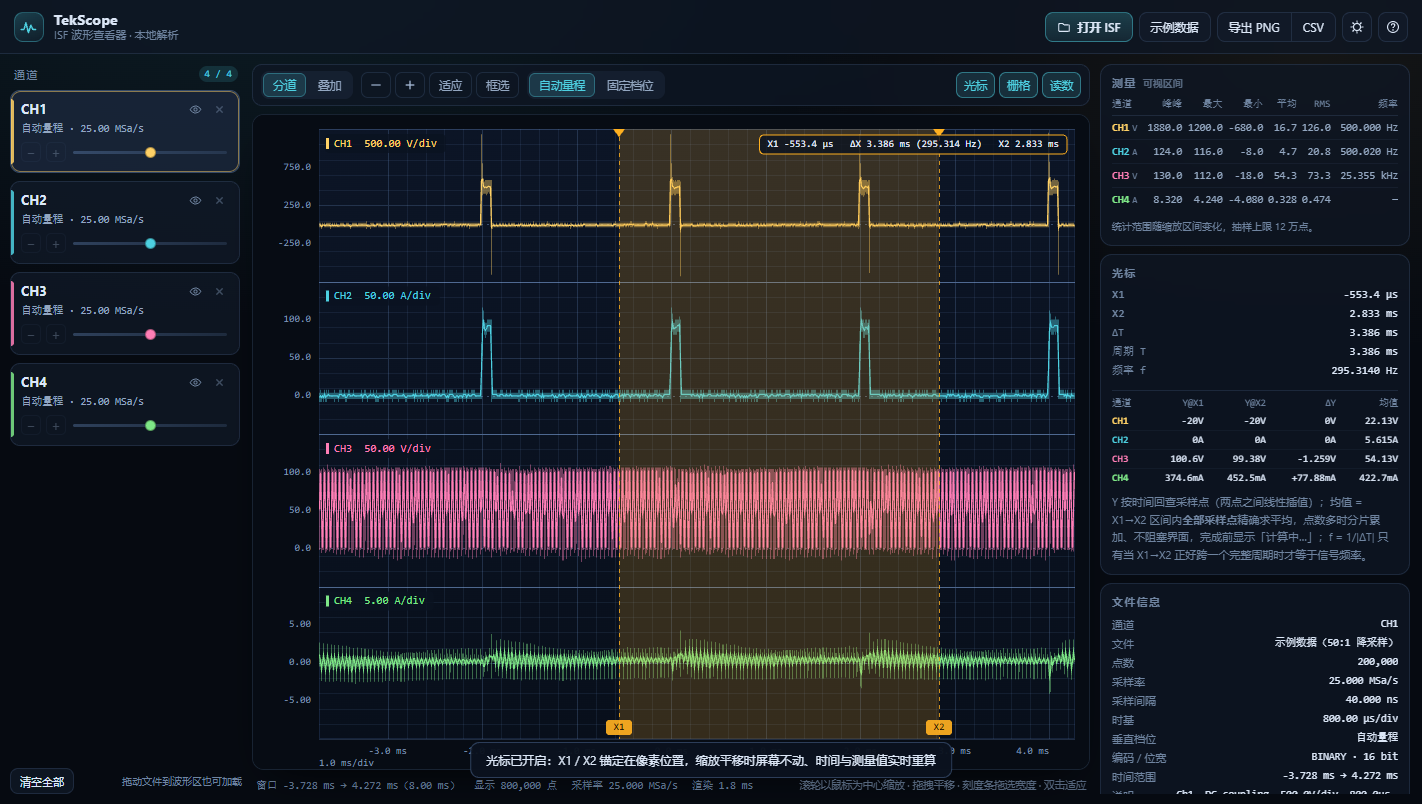 TekScope
ISF 波形查看器 · 本地解析
打开 ISF
示例数据
导出 PNG
CSV
通道
4 / 4
CH1
自动量程 · 25.00 MSa/s
CH2
自动量程 · 25.00 MSa/s
CH3
自动量程 · 25.00 MSa/s
CH4
自动量程 · 25.00 MSa/s
清空全部
拖动文件到波形区也可加载
分道 叠加 − + 适应 框选 自动量程 固定档位
光标 栅格 读数
CH1 500.00 V/div
X1 -553.4 µs ΔX 3.386 ms (295.314 Hz) X2 2.833 ms
750.0
250.0
-250.0
CH2 50.00 A/div
100.0
50.0
0.0
CH3 50.00 V/div
100.0
50.0
0.0
CH4 5.00 A/div
5.00
0.00
-5.00
X1
X2
-3.0 ms
4.0 ms
1.0 ms/div
光标已开启：X1 / X2 锚定在像素位置，缩放平移时屏幕不动、时间与测量值实时重算
窗口 -3.728 ms → 4.272 ms (8.00 ms) 显示 800,000 点 采样率 25.000 MSa/s 渲染 1.8 ms
滚轮以鼠标为中心缩放 · 拖拽平移 · 刻度条拖选宽度 · 双击适应
测量 可视区间
通道 峰峰 最大 最小 平均 RMS 频率
CH1 V 1880.0 1200.0 -680.0 16.7 126.0 500.000 Hz
CH2 A 124.0 116.0 -8.0 4.7 20.8 500.020 Hz
CH3 V 130.0 112.0 -18.0 54.3 73.3 25.355 kHz
CH4 A 8.320 4.240 -4.080 0.328 0.474 —
统计范围随缩放区间变化，抽样上限 12 万点。
光标
X1 -553.4 µs
X2 2.833 ms
ΔT 3.386 ms
周期 T 3.386 ms
频率 f 295.3140 Hz
通道 Y@X1 Y@X2 ΔY 均值
CH1 -20V -20V 0V 22.13V
CH2 0A 0A 0A 5.615A
CH3 100.6V 99.38V -1.259V 54.13V
CH4 374.6mA 452.5mA +77.88mA 422.7mA
Y 按时间回查采样点（两点之间线性插值）；均值 =
X1→X2 区间内全部采样点精确求平均，点数多时分片累
加、不阻塞界面，完成前显示「计算中…」；f = 1/|ΔT| 只
有当 X1→X2 正好跨一个完整周期时才等于信号频率。
文件信息
通道 CH1
文件 示例数据（50:1 降采样）
点数 200,000
采样率 25.000 MSa/s
采样间隔 40.000 ns
时基 800.00 µs/div
垂直档位 自动量程
编码 / 位宽 BINARY · 16 bit
时间范围 -3.728 ms → 4.272 ms